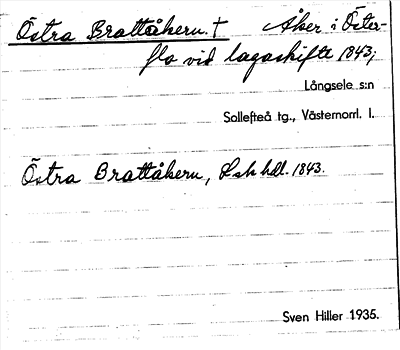 Östra Brattåkern. † Åker i Öster-
flo vid lagaskifte 1843;
Långsele s:n
Sollefteå tg., Västernorrl. l.
Östra Brattåkern, Lsk hdl. 1843.
Sven Hiller 1935.